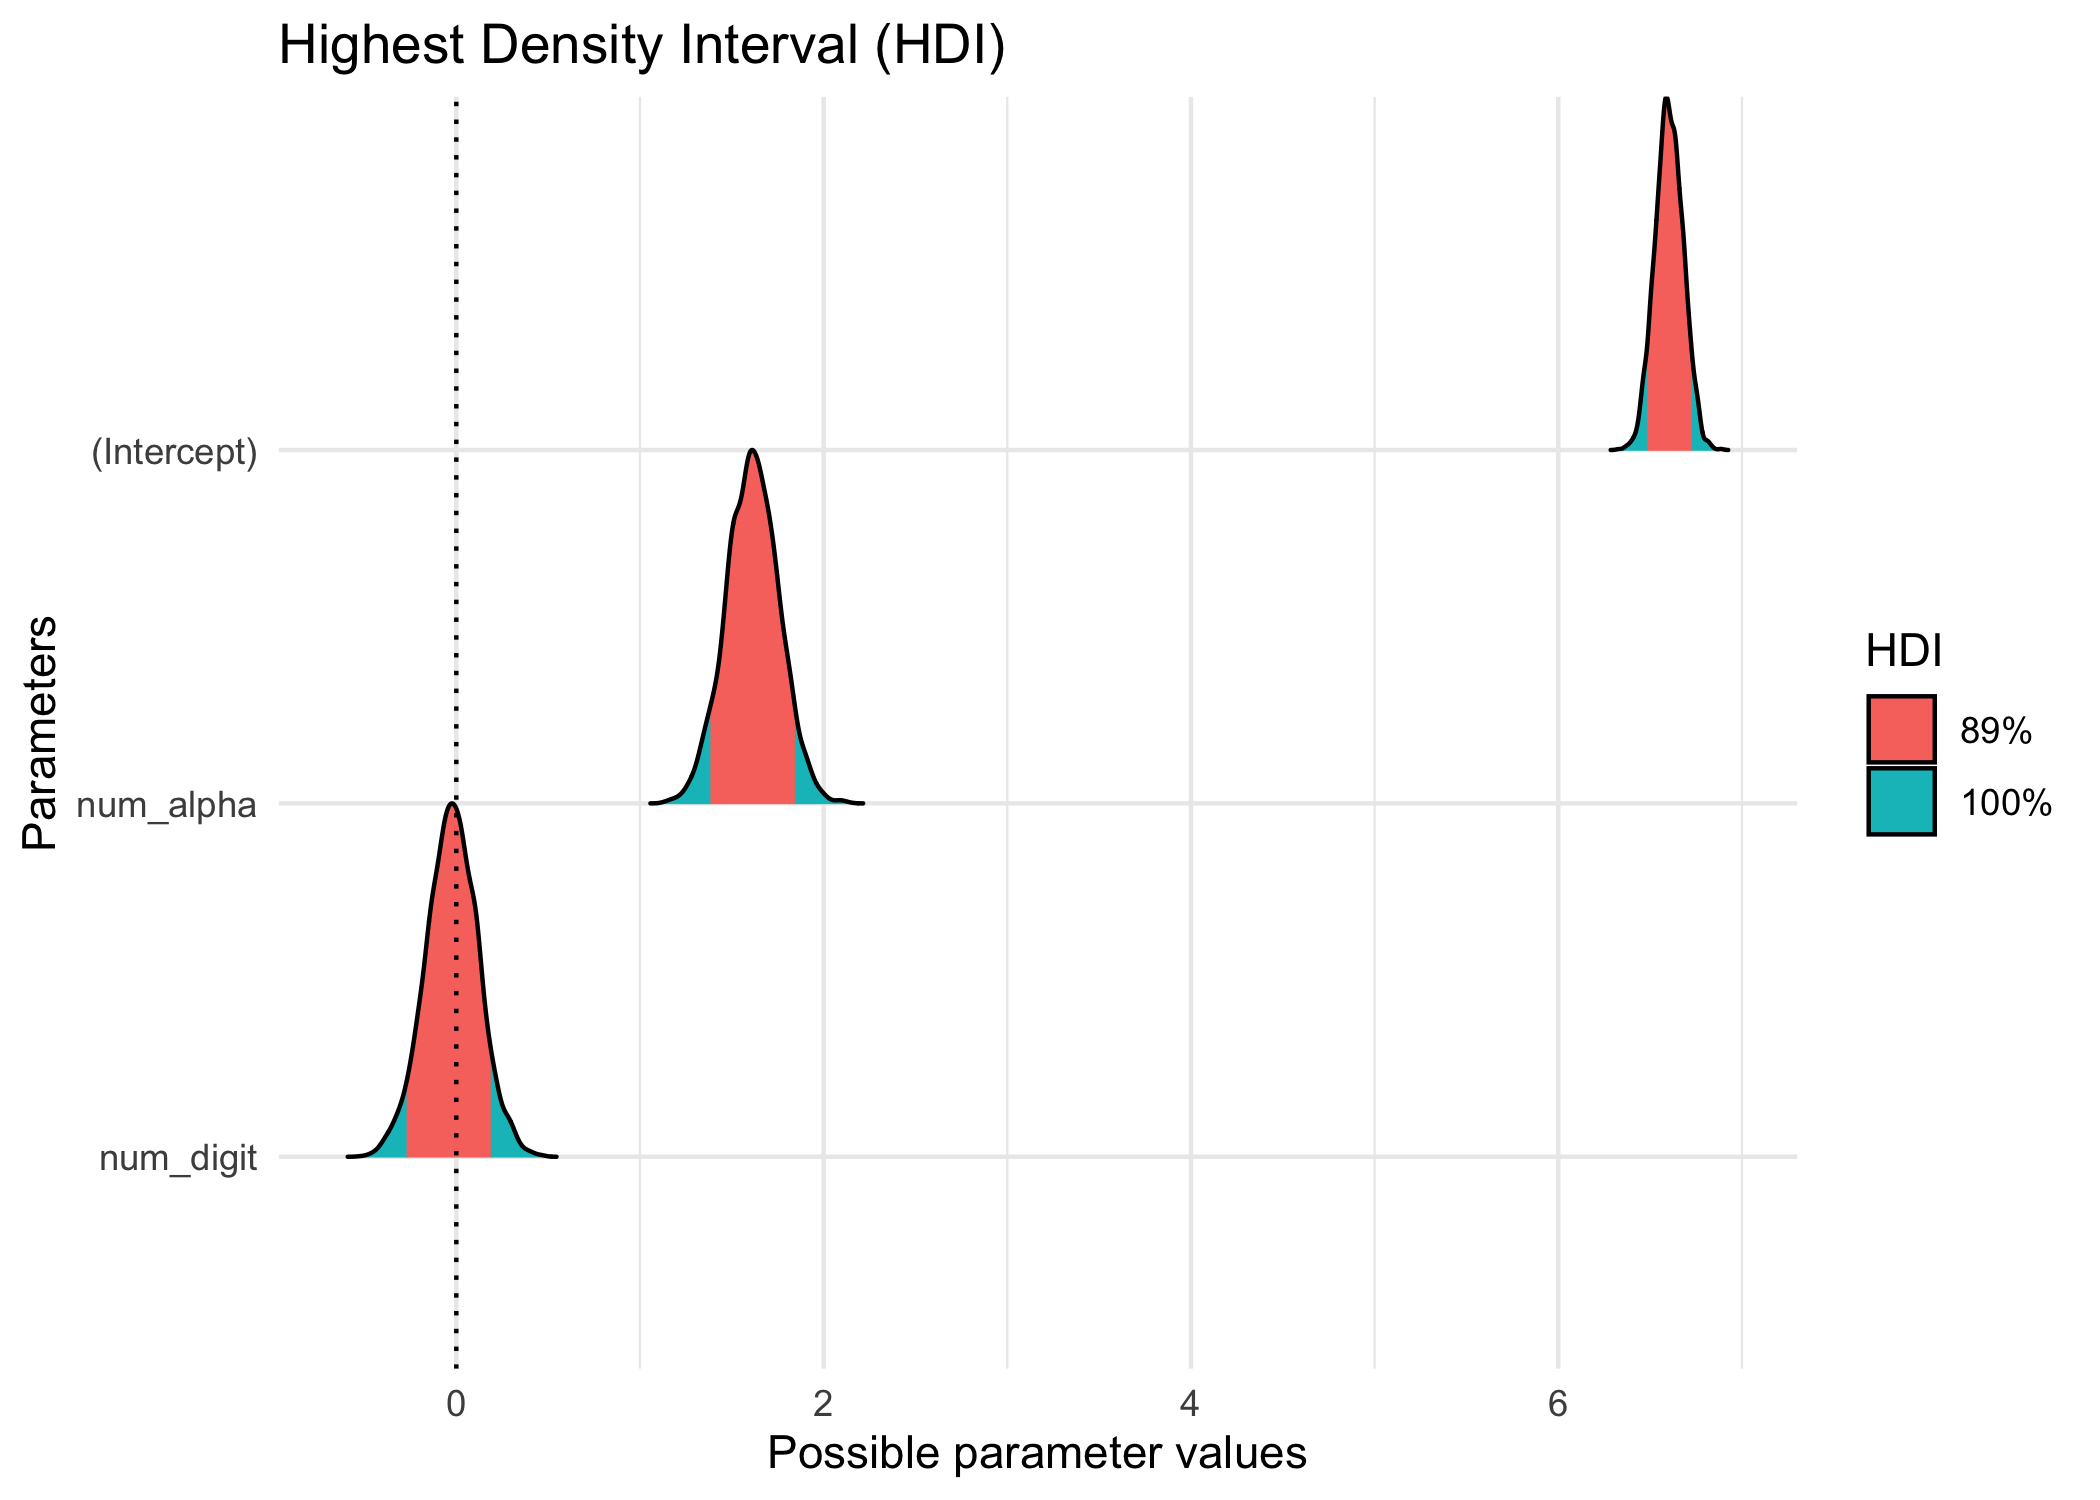 Highest Density Interval (HDI)
Parameters
(Intercept)
num_alpha
num_digit
0 2 4 6
Possible parameter values
HDI
89%
100%